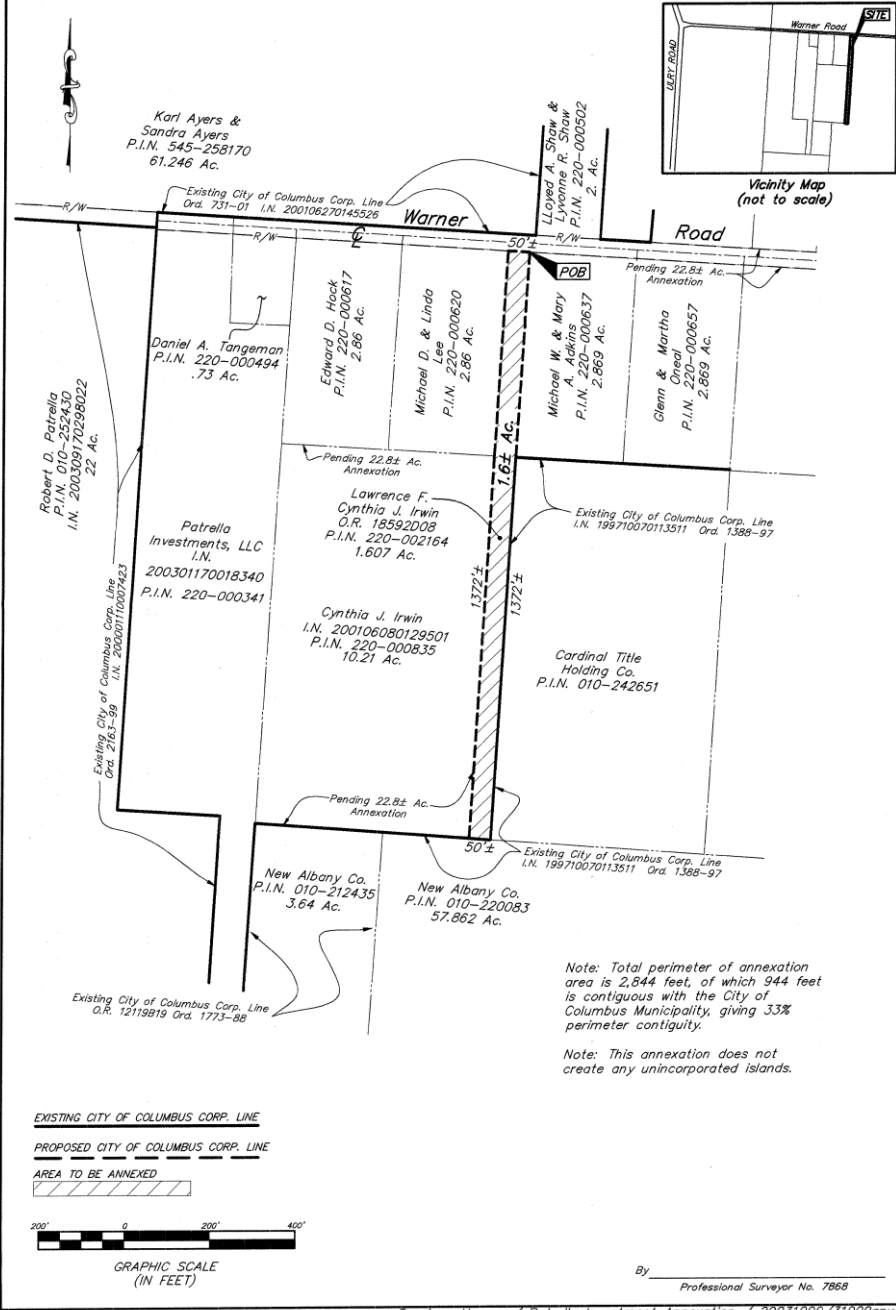 SITE
Warner Road
ULRY ROAD
Vicinity Map
(not to scale)
Karl Ayers &
Sandra Ayers
P.I.N. 545-258170
61.246 Ac.
LLoyed A. Shaw &
Lyvonne R. Shaw
P.I.N. 220-000502
2. Ac.
Existing City of Columbus Corp. Line
Ord. 731-01 I.N. 200106270145526
R/W
Warner
Road
R/W
℄
50'±
R/W
POB
Pending 22.8± Ac.
Annexation
Daniel A. Tangeman
P.I.N. 220-000494
.73 Ac.
Edward D. Hock
P.I.N. 220-000617
2.86 Ac.
Michael D. & Linda
Lee
P.I.N. 220-000620
2.86 Ac.
Michael W. & Mary
A. Adkins
P.I.N. 220-000637
2.869 Ac.
Glenn & Martha
Oneal
P.I.N. 220-000657
2.869 Ac.
Robert D. Patrella
P.I.N. 010-252430
I.N. 200309170298022
22 Ac.
1.6± Ac.
Pending 22.8± Ac.
Annexation
Lawrence F.
Cynthia J. Irwin
O.R. 18592D08
P.I.N. 220-002164
1.607 Ac.
Existing City of Columbus Corp. Line
I.N. 199710070113511 Ord. 1388-97
Patrella
Investments, LLC
I.N.
200301170018340
P.I.N. 220-000341
1372'±
1372'±
Cynthia J. Irwin
I.N. 200106080129501
P.I.N. 220-000835
10.21 Ac.
Cardinal Title
Holding Co.
P.I.N. 010-242651
Existing City of Columbus Corp. Line
Ord. 2163-99 I.N. 200001110007423
Pending 22.8± Ac.
Annexation
50'±
Existing City of Columbus Corp. Line
I.N. 199710070113511 Ord. 1388-97
New Albany Co.
P.I.N. 010-212435
3.64 Ac.
New Albany Co.
P.I.N. 010-220083
57.862 Ac.
Existing City of Columbus Corp. Line
O.R. 12119B19 Ord. 1773-88
Note: Total perimeter of annexation
area is 2,844 feet, of which 944 feet
is contiguous with the City of
Columbus Municipality, giving 33%
perimeter contiguity.
Note: This annexation does not
create any unincorporated islands.
EXISTING CITY OF COLUMBUS CORP. LINE
PROPOSED CITY OF COLUMBUS CORP. LINE
AREA TO BE ANNEXED
200' 0 200' 400'
GRAPHIC SCALE
(IN FEET)
By
Professional Surveyor No. 7868